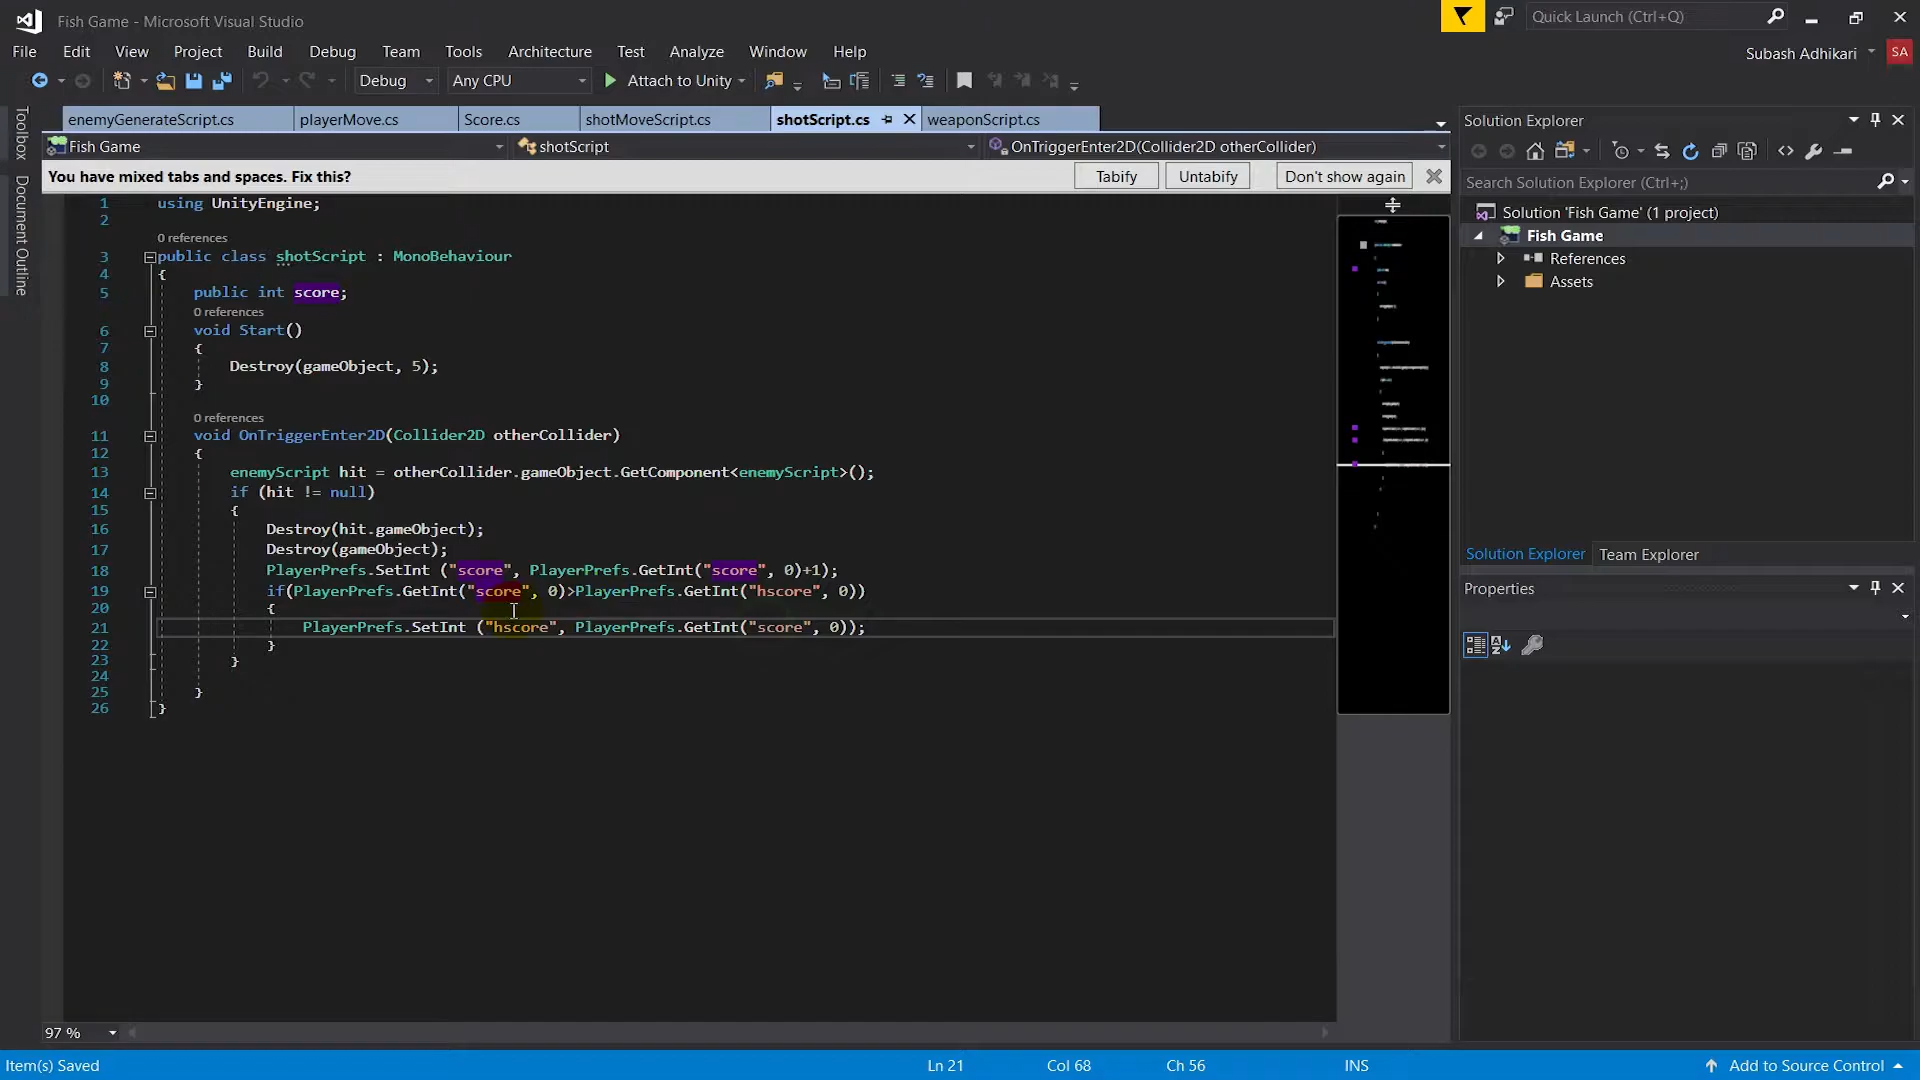 Fish Game - Microsoft Visual Studio
Quick Launch (Ctrl+Q)
File Edit View Project Build Debug Team Tools Architecture Test Analyze Window Help
Subash Adhikari SA
Debug Any CPU Attach to Unity
Toolbox
Document Outline
enemyGenerateScript.cs playerMove.cs Score.cs shotMoveScript.cs shotScript.cs weaponScript.cs
Fish Game shotScript OnTriggerEnter2D(Collider2D otherCollider)
You have mixed tabs and spaces. Fix this? Tabify Untabify Don't show again
1 using UnityEngine;
2
0 references
3 public class shotScript : MonoBehaviour
4 {
5 public int score;
0 references
6 void Start()
7 {
8 Destroy(gameObject, 5);
9 }
10
0 references
11 void OnTriggerEnter2D(Collider2D otherCollider)
12 {
13 enemyScript hit = otherCollider.gameObject.GetComponent<enemyScript>();
14 if (hit != null)
15 {
16 Destroy(hit.gameObject);
17 Destroy(gameObject);
18 PlayerPrefs.SetInt ("score", PlayerPrefs.GetInt("score", 0)+1);
19 if(PlayerPrefs.GetInt("score", 0)>PlayerPrefs.GetInt("hscore", 0))
20 {
21 PlayerPrefs.SetInt ("hscore", PlayerPrefs.GetInt("score", 0));
22 }
23 }
24
25 }
26 }
97 %
Solution Explorer
Search Solution Explorer (Ctrl+;)
Solution 'Fish Game' (1 project)
Fish Game
References
Assets
Solution Explorer Team Explorer
Properties
Item(s) Saved Ln 21 Col 68 Ch 56 INS Add to Source Control